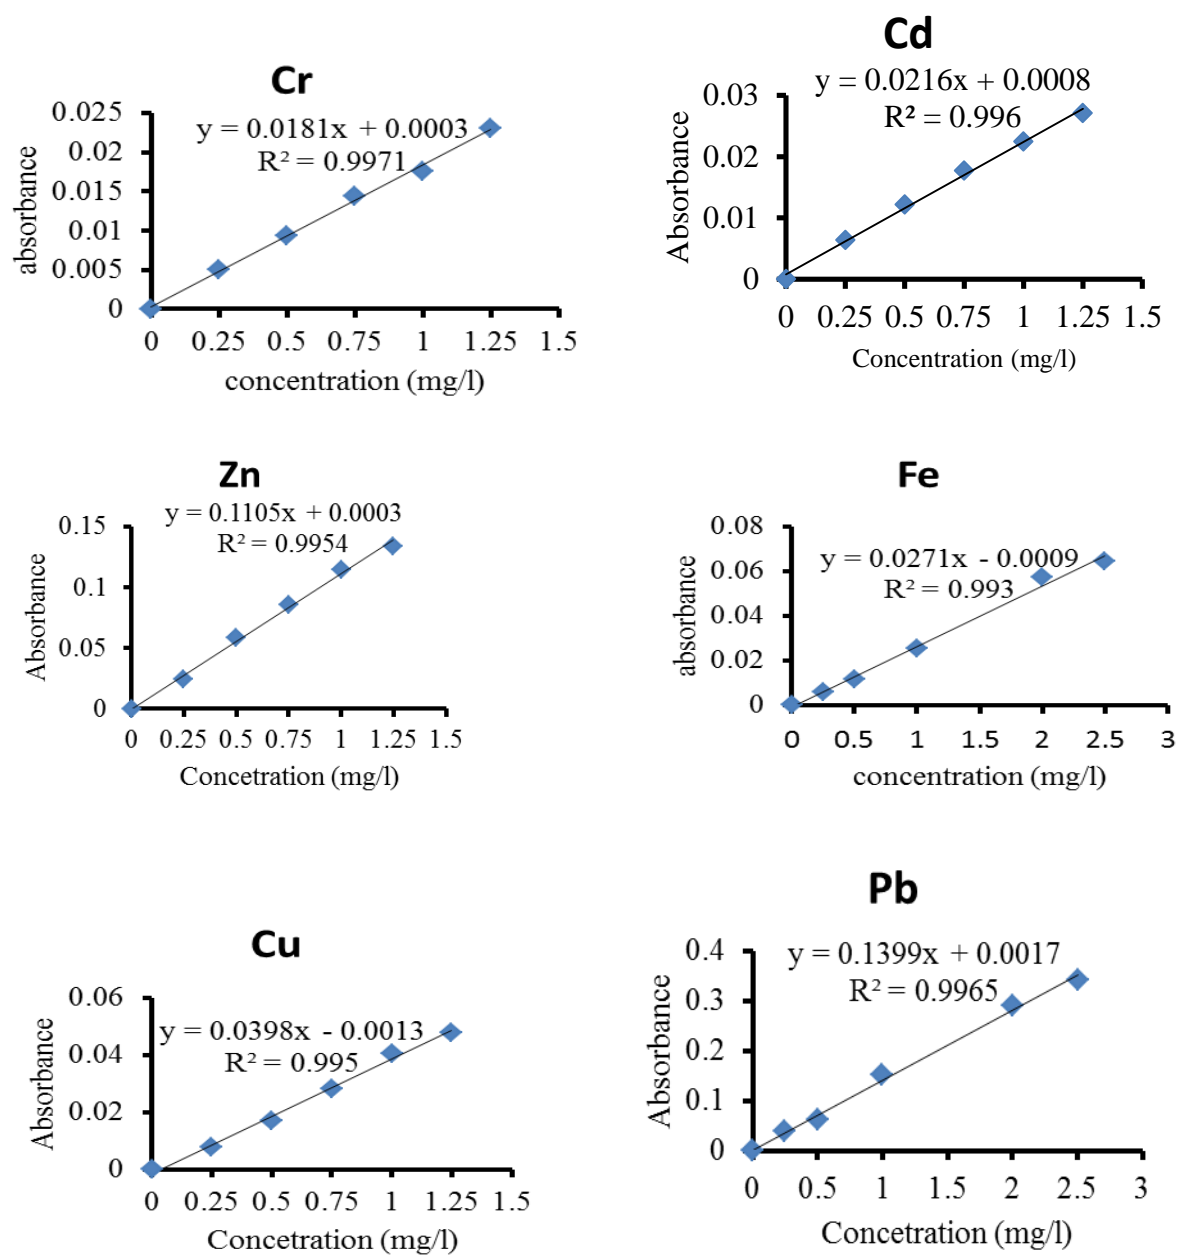 Cr
y = 0.0181x + 0.0003
R² = 0.9971
0.025
0.02
0.015
0.01
0.005
0
absorbance
0 0.25 0.5 0.75 1 1.25 1.5
concentration (mg/l)
Cd
y = 0.0216x + 0.0008
R² = 0.996
0.03
0.02
0.01
0
Absorbance
0 0.25 0.5 0.75 1 1.25 1.5
Concentration (mg/l)
Zn
y = 0.1105x + 0.0003
R² = 0.9954
0.15
0.1
0.05
0
Absorbance
0 0.25 0.5 0.75 1 1.25 1.5
Concetration (mg/l)
Fe
y = 0.0271x - 0.0009
R² = 0.993
0.08
0.06
0.04
0.02
0
absorbance
0 0.5 1 1.5 2 2.5 3
concentration (mg/l)
Cu
y = 0.0398x - 0.0013
R² = 0.995
0.06
0.04
0.02
0
Absorbance
0 0.25 0.5 0.75 1 1.25 1.5
Concetration (mg/l)
Pb
y = 0.1399x + 0.0017
R² = 0.9965
0.4
0.3
0.2
0.1
0
Absorbance
0 0.5 1 1.5 2 2.5 3
Concetration (mg/l)